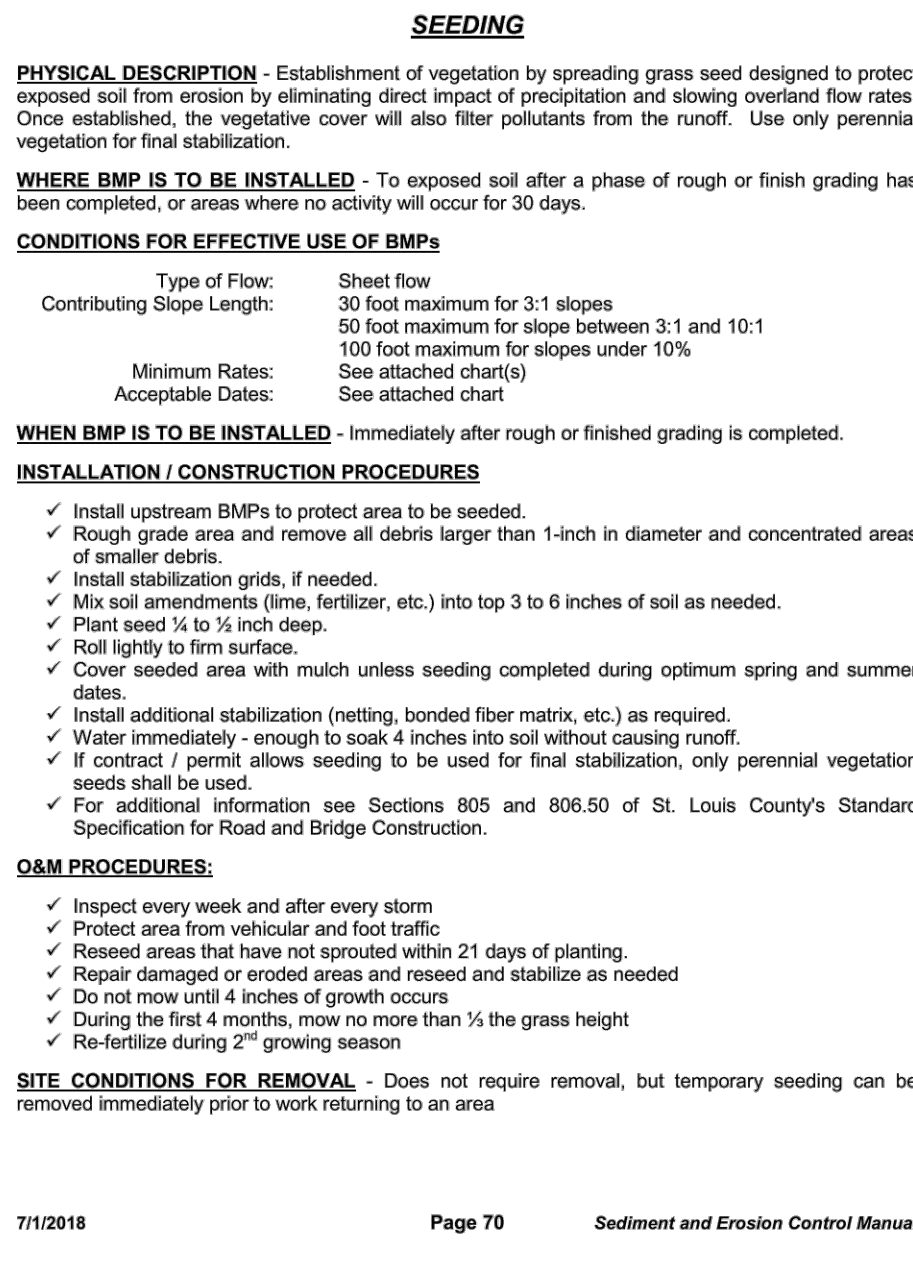 SEEDING
PHYSICAL DESCRIPTION - Establishment of vegetation by spreading grass seed designed to protec
exposed soil from erosion by eliminating direct impact of precipitation and slowing overland flow rates
Once established, the vegetative cover will also filter pollutants from the runoff. Use only perennia
vegetation for final stabilization.
WHERE BMP IS TO BE INSTALLED - To exposed soil after a phase of rough or finish grading has
been completed, or areas where no activity will occur for 30 days.
CONDITIONS FOR EFFECTIVE USE OF BMPs
Type of Flow: Sheet flow
Contributing Slope Length: 30 foot maximum for 3:1 slopes
50 foot maximum for slope between 3:1 and 10:1
100 foot maximum for slopes under 10%
Minimum Rates: See attached chart(s)
Acceptable Dates: See attached chart
WHEN BMP IS TO BE INSTALLED - Immediately after rough or finished grading is completed.
INSTALLATION / CONSTRUCTION PROCEDURES
✓ Install upstream BMPs to protect area to be seeded.
✓ Rough grade area and remove all debris larger than 1-inch in diameter and concentrated areas
of smaller debris.
✓ Install stabilization grids, if needed.
✓ Mix soil amendments (lime, fertilizer, etc.) into top 3 to 6 inches of soil as needed.
✓ Plant seed ¼ to ½ inch deep.
✓ Roll lightly to firm surface.
✓ Cover seeded area with mulch unless seeding completed during optimum spring and summer
dates.
✓ Install additional stabilization (netting, bonded fiber matrix, etc.) as required.
✓ Water immediately - enough to soak 4 inches into soil without causing runoff.
✓ If contract / permit allows seeding to be used for final stabilization, only perennial vegetation
seeds shall be used.
✓ For additional information see Sections 805 and 806.50 of St. Louis County's Standard
Specification for Road and Bridge Construction.
O&M PROCEDURES:
✓ Inspect every week and after every storm
✓ Protect area from vehicular and foot traffic
✓ Reseed areas that have not sprouted within 21 days of planting.
✓ Repair damaged or eroded areas and reseed and stabilize as needed
✓ Do not mow until 4 inches of growth occurs
✓ During the first 4 months, mow no more than ⅓ the grass height
✓ Re-fertilize during 2nd growing season
SITE CONDITIONS FOR REMOVAL - Does not require removal, but temporary seeding can be
removed immediately prior to work returning to an area
7/1/2018 Page 70 Sediment and Erosion Control Manua